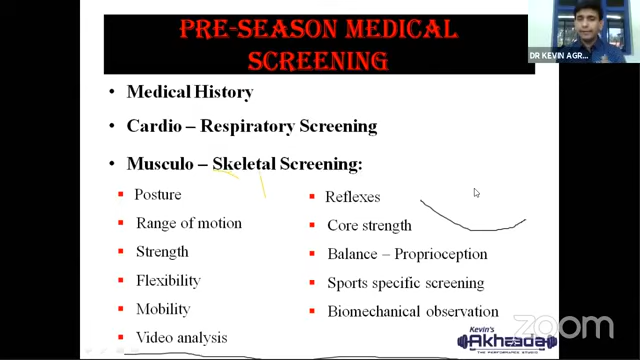 PRE-SEASON MEDICAL
SCREENING
DR KEVIN AGR...
• Medical History
• Cardio – Respiratory Screening
• Musculo – Skeletal Screening:
Posture
Range of motion
Strength
Flexibility
Mobility
Video analysis
Reflexes
Core strength
Balance – Proprioception
Sports specific screening
Biomechanical observation
Kevin's
Akhaada
THE PERFORMANCE STUDIO
zoom